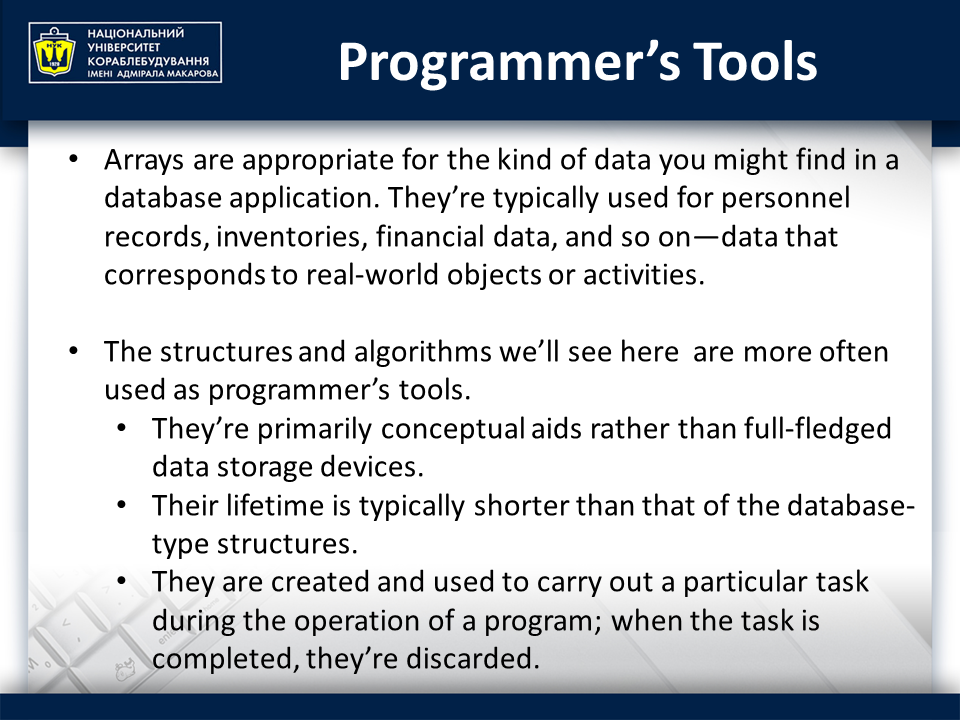 НАЦІОНАЛЬНИЙ
УНІВЕРСИТЕТ
КОРАБЛЕБУДУВАННЯ
ІМЕНІ АДМІРАЛА МАКАРОВА
НУК
1920
Programmer’s Tools
• Arrays are appropriate for the kind of data you might find in a
database application. They’re typically used for personnel
records, inventories, financial data, and so on—data that
corresponds to real-world objects or activities.
• The structures and algorithms we’ll see here are more often
used as programmer’s tools.
• They’re primarily conceptual aids rather than full-fledged
data storage devices.
• Their lifetime is typically shorter than that of the database-
type structures.
• They are created and used to carry out a particular task
during the operation of a program; when the task is
completed, they’re discarded.